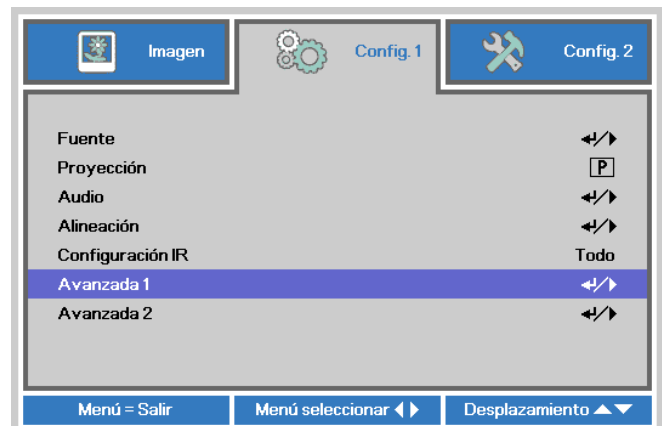 Imagen Config. 1 Config. 2
Fuente
Proyección P
Audio
Alineación
Configuración IR Todo
Avanzada 1
Avanzada 2
Menú = Salir Menú seleccionar Desplazamiento